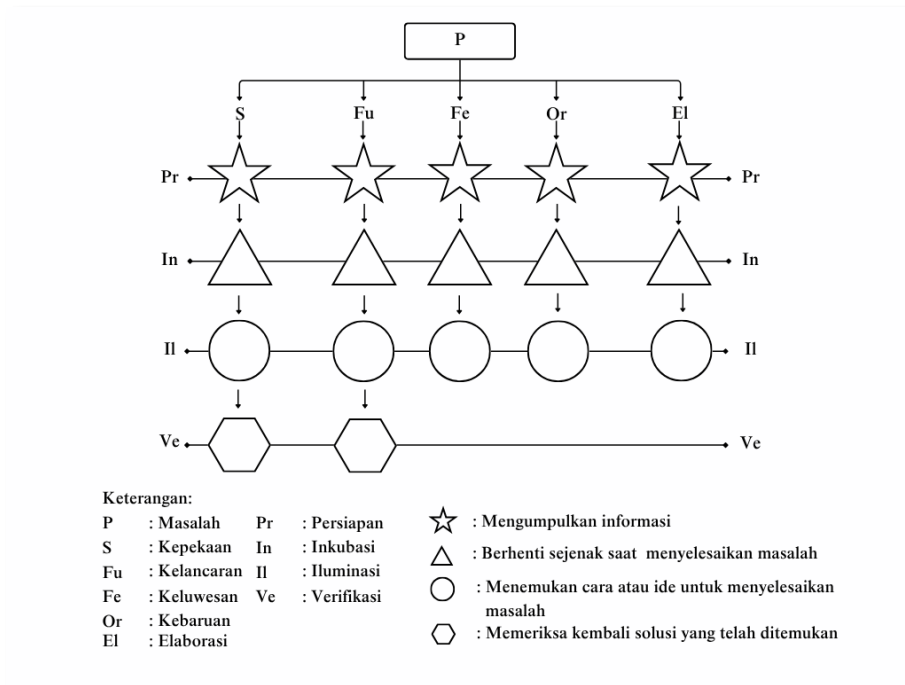 P
S Fu Fe Or El
Pr Pr
In In
Il Il
Ve Ve
Keterangan:
P : Masalah Pr : Persiapan
S : Kepekaan In : Inkubasi
Fu : Kelancaran Il : Iluminasi
Fe : Keluwesan Ve : Verifikasi
Or : Kebaruan
El : Elaborasi
: Mengumpulkan informasi
: Berhenti sejenak saat menyelesaikan masalah
: Menemukan cara atau ide untuk menyelesaikan
masalah
: Memeriksa kembali solusi yang telah ditemukan